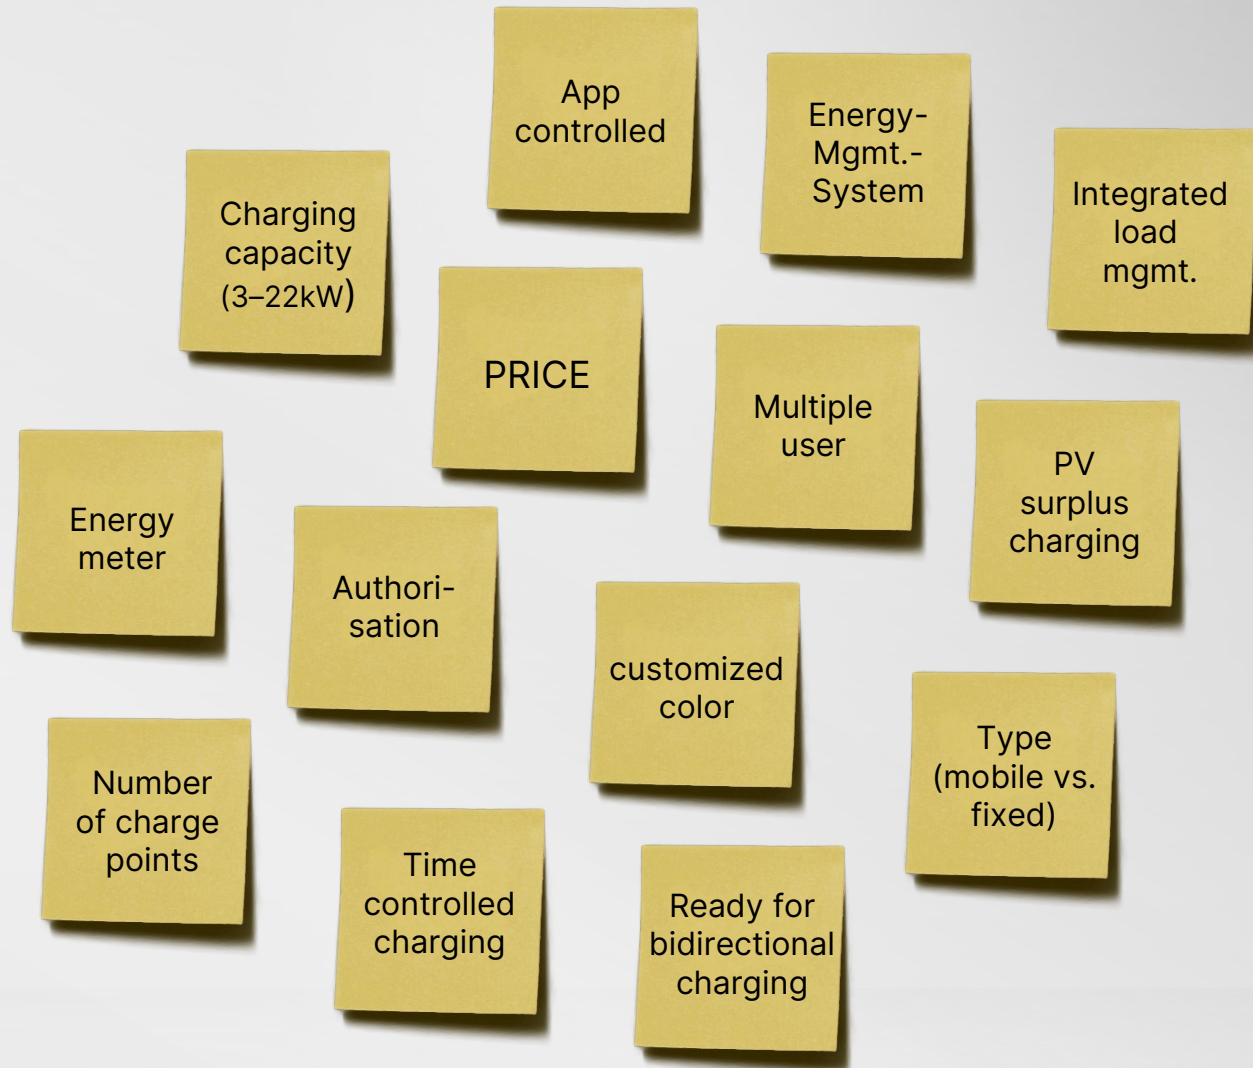 App
controlled
Energy-
Mgmt.-
System
Integrated
load
mgmt.
Charging
capacity
(3–22kW)
PRICE
Multiple
user
PV
surplus
charging
Energy
meter
Authori-
sation
customized
color
Type
(mobile vs.
fixed)
Number
of charge
points
Time
controlled
charging
Ready for
bidirectional
charging